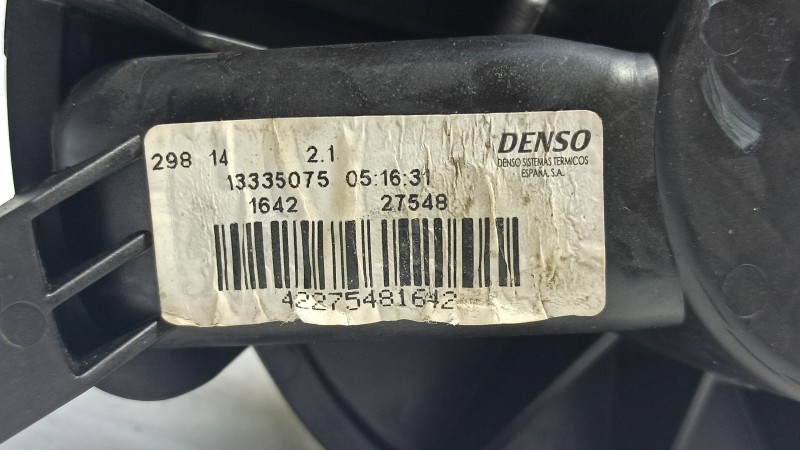 298 14 2.1
DENSO
DENSO SISTEMAS TERMICOS
ESPAÑA, S.A.
13335075 05:16:31
1642 27548
42275481642